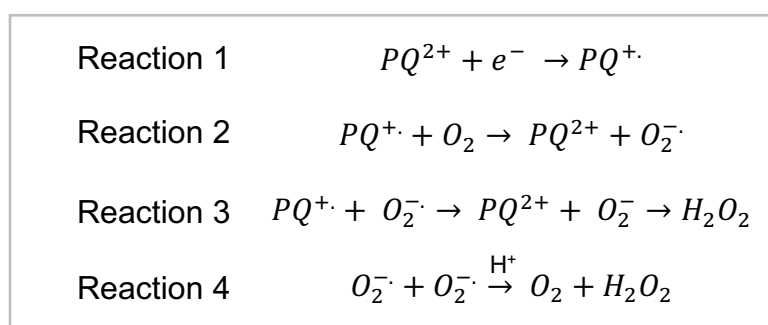 Reaction 1 PQ²⁺ + e⁻ → PQ⁺·
Reaction 2 PQ⁺· + O₂ → PQ²⁺ + O₂⁻·
Reaction 3 PQ⁺· + O₂⁻· → PQ²⁺ + O₂⁻ → H₂O₂
Reaction 4 O₂⁻· + O₂⁻· →(H⁺) O₂ + H₂O₂